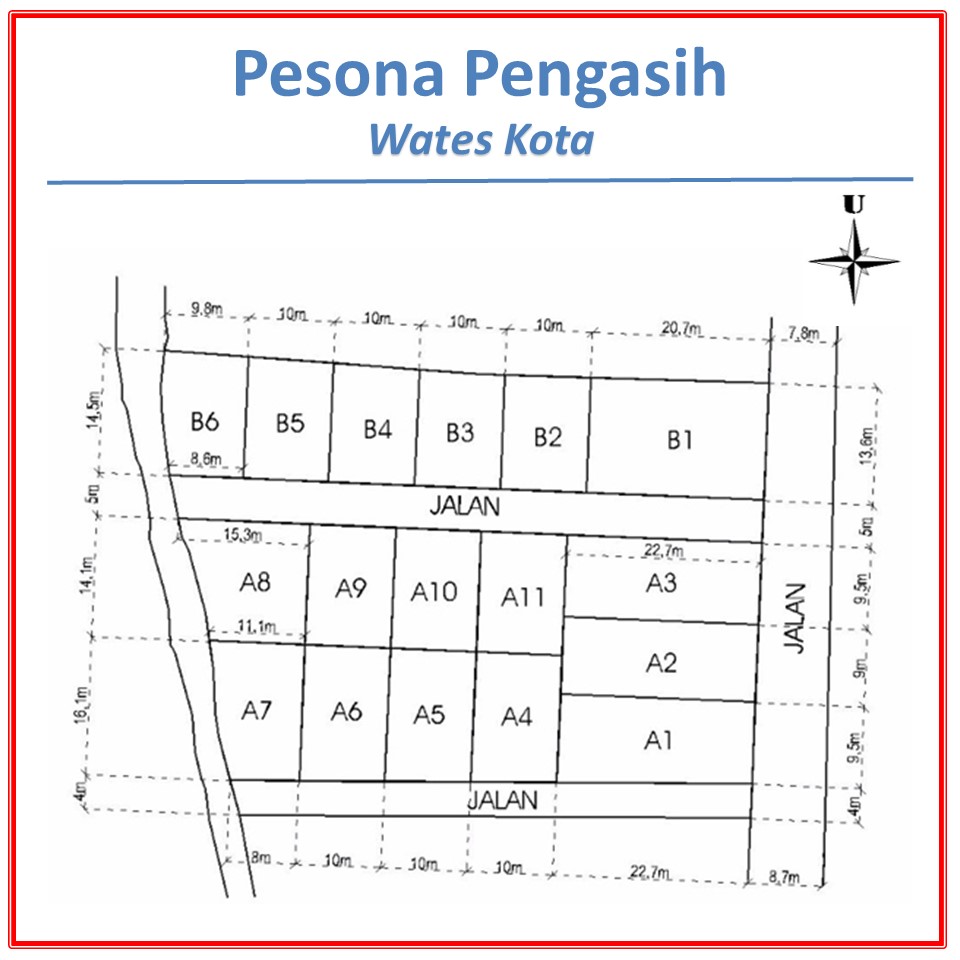 Pesona Pengasih
Wates Kota
U
9,8m 10m 10m 10m 10m 20,7m 7,8m
14,5m
B6 B5 B4 B3 B2 B1
13,6m
8,6m
5m
JALAN
5m
15,3m
22,7m
14,1m
A8 A9 A10 A11 A3
9,5m
11,1m
JALAN
A2
9m
16,1m
A7 A6 A5 A4 A1
9,5m
4m
JALAN
4m
8m 10m 10m 10m 22,7m 8,7m